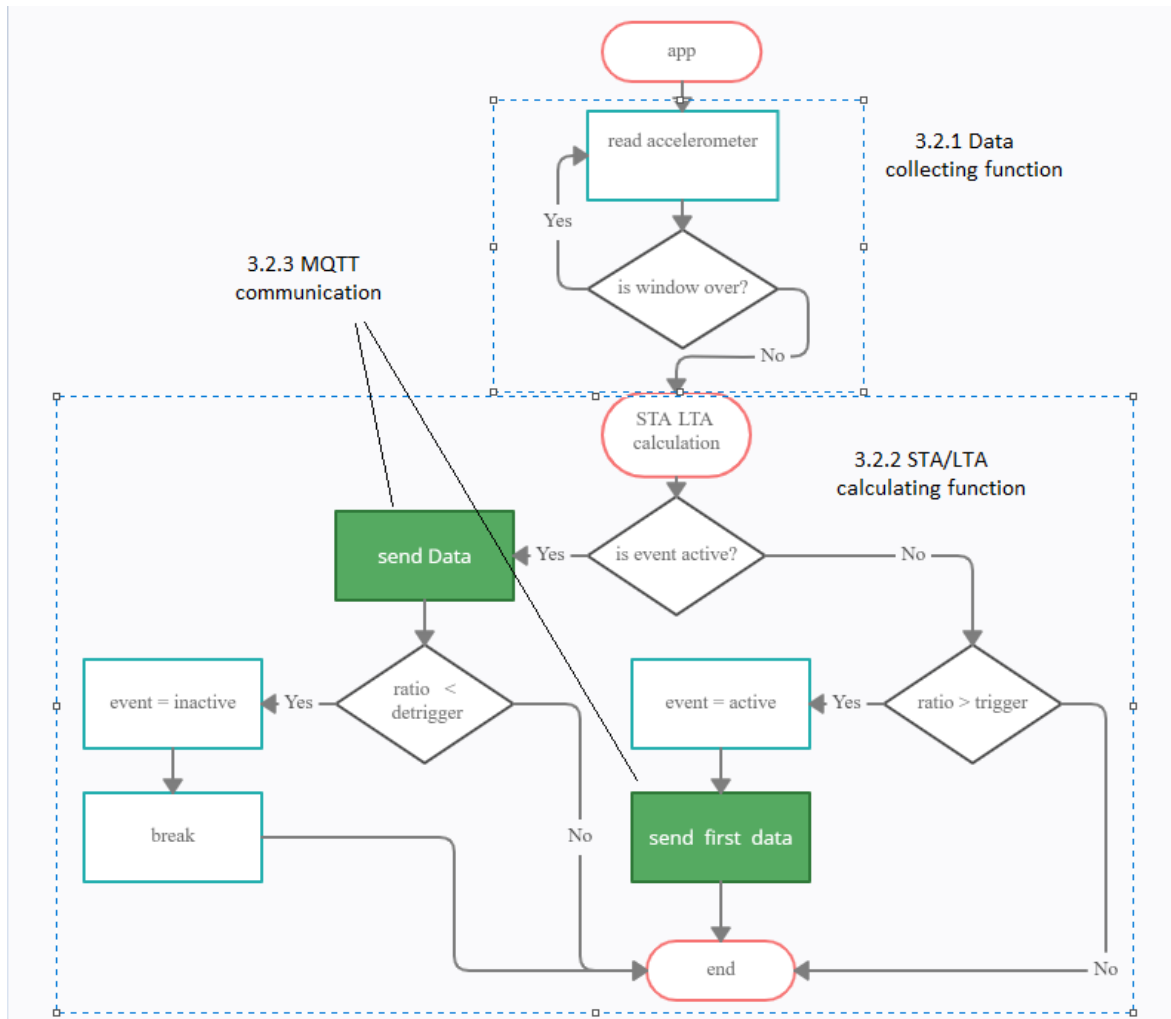 app
read accelerometer
3.2.1 Data
collecting function
Yes
3.2.3 MQTT
communication
is window over?
No
STA LTA
calculation
3.2.2 STA/LTA
calculating function
send Data
Yes
is event active?
No
event = inactive
Yes
ratio <
detrigger
event = active
Yes
ratio > trigger
break
No
send first data
end
No